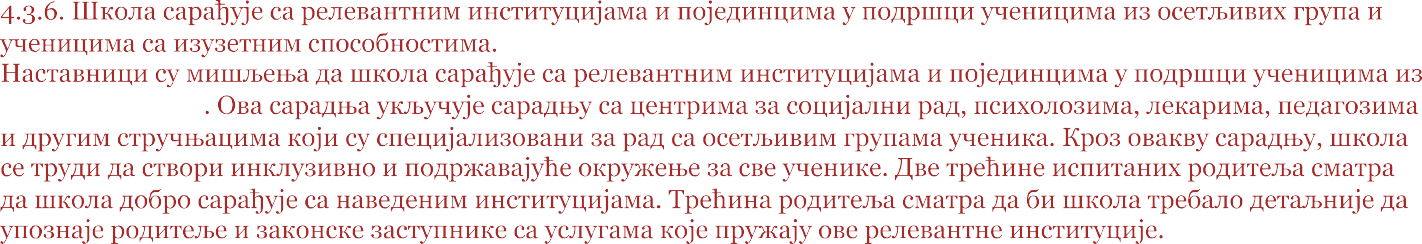 4.3.6. Школа сарађује са релевантним институцијама и појединцима у подршци ученицима из осетљивих група и
ученицима са изузетним способностима.
Наставници су мишљења да школа сарађује са релевантним институцијама и појединцима у подршци ученицима из
. Ова сарадња укључује сарадњу са центрима за социјални рад, психолозима, лекарима, педагозима
и другим стручњацима који су специјализовани за рад са осетљивим групама ученика. Кроз овакву сарадњу, школа
се труди да створи инклузивно и подржавајуће окружење за све ученике. Две трећине испитаних родитеља сматра
да школа добро сарађује са наведеним институцијама. Трећина родитеља сматра да би школа требало детаљније да
упознаје родитеље и законске заступнике са услугама које пружају ове релевантне институције.